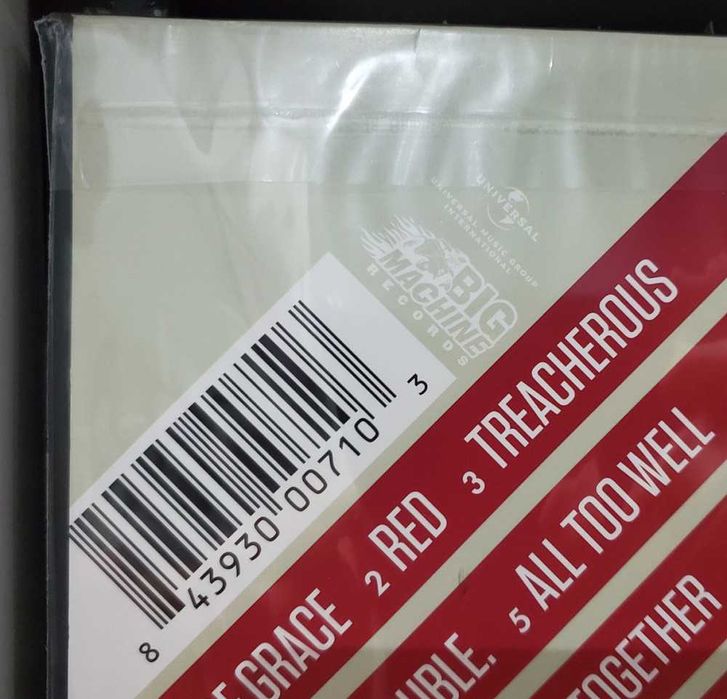 UNIVERSAL
UNIVERSAL MUSIC GROUP
INTERNATIONAL
BIG
MACHINE
RECORDS
8 43930 00710 3
GRACE 2 RED 3 TREACHEROUS
5 ALL TOO WELL